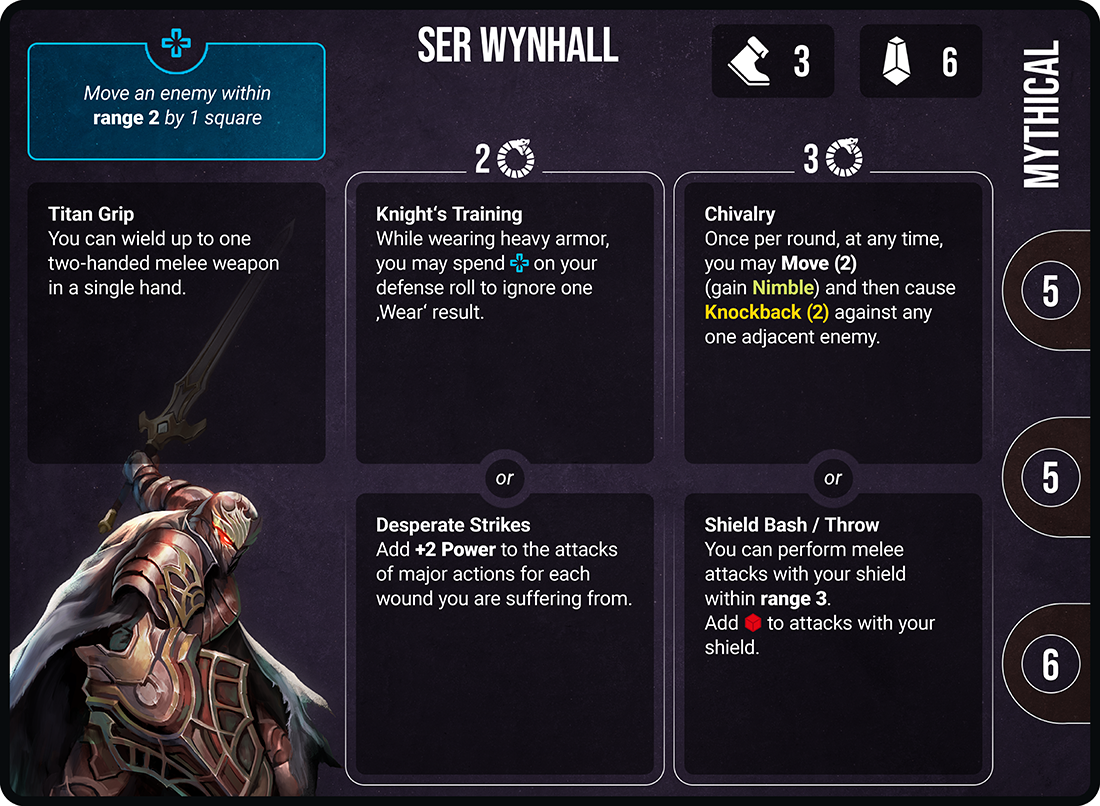 SER WYNHALL
3
6
MYTHICAL
Move an enemy within
range 2 by 1 square
2
3
Titan Grip
You can wield up to one
two-handed melee weapon
in a single hand.
Knight‘s Training
While wearing heavy armor,
you may spend on your
defense roll to ignore one
‚Wear‘ result.
or
Desperate Strikes
Add +2 Power to the attacks
of major actions for each
wound you are suffering from.
Chivalry
Once per round, at any time,
you may Move (2)
(gain Nimble) and then cause
Knockback (2) against any
one adjacent enemy.
or
Shield Bash / Throw
You can perform melee
attacks with your shield
within range 3.
Add to attacks with your
shield.
5
5
6